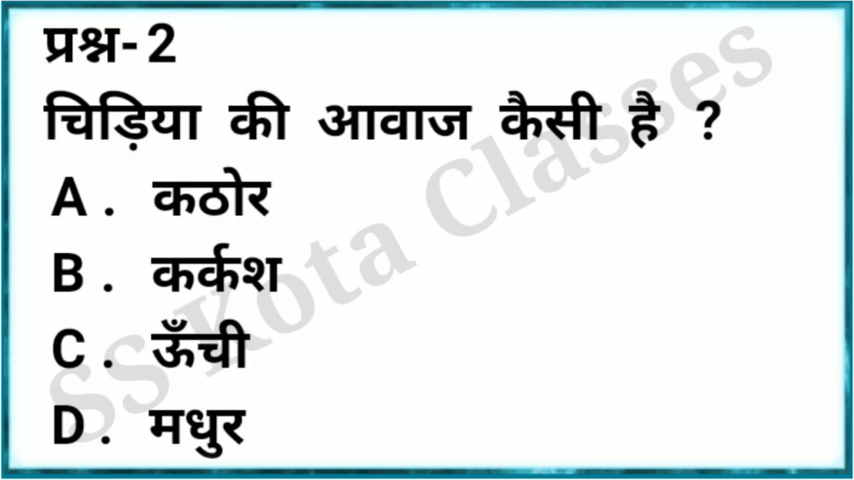 प्रश्न-2
चिड़िया की आवाज कैसी है ?
A. कठोर
B. कर्कश
C. ऊँची
D. मधुर
SS Kota Classes